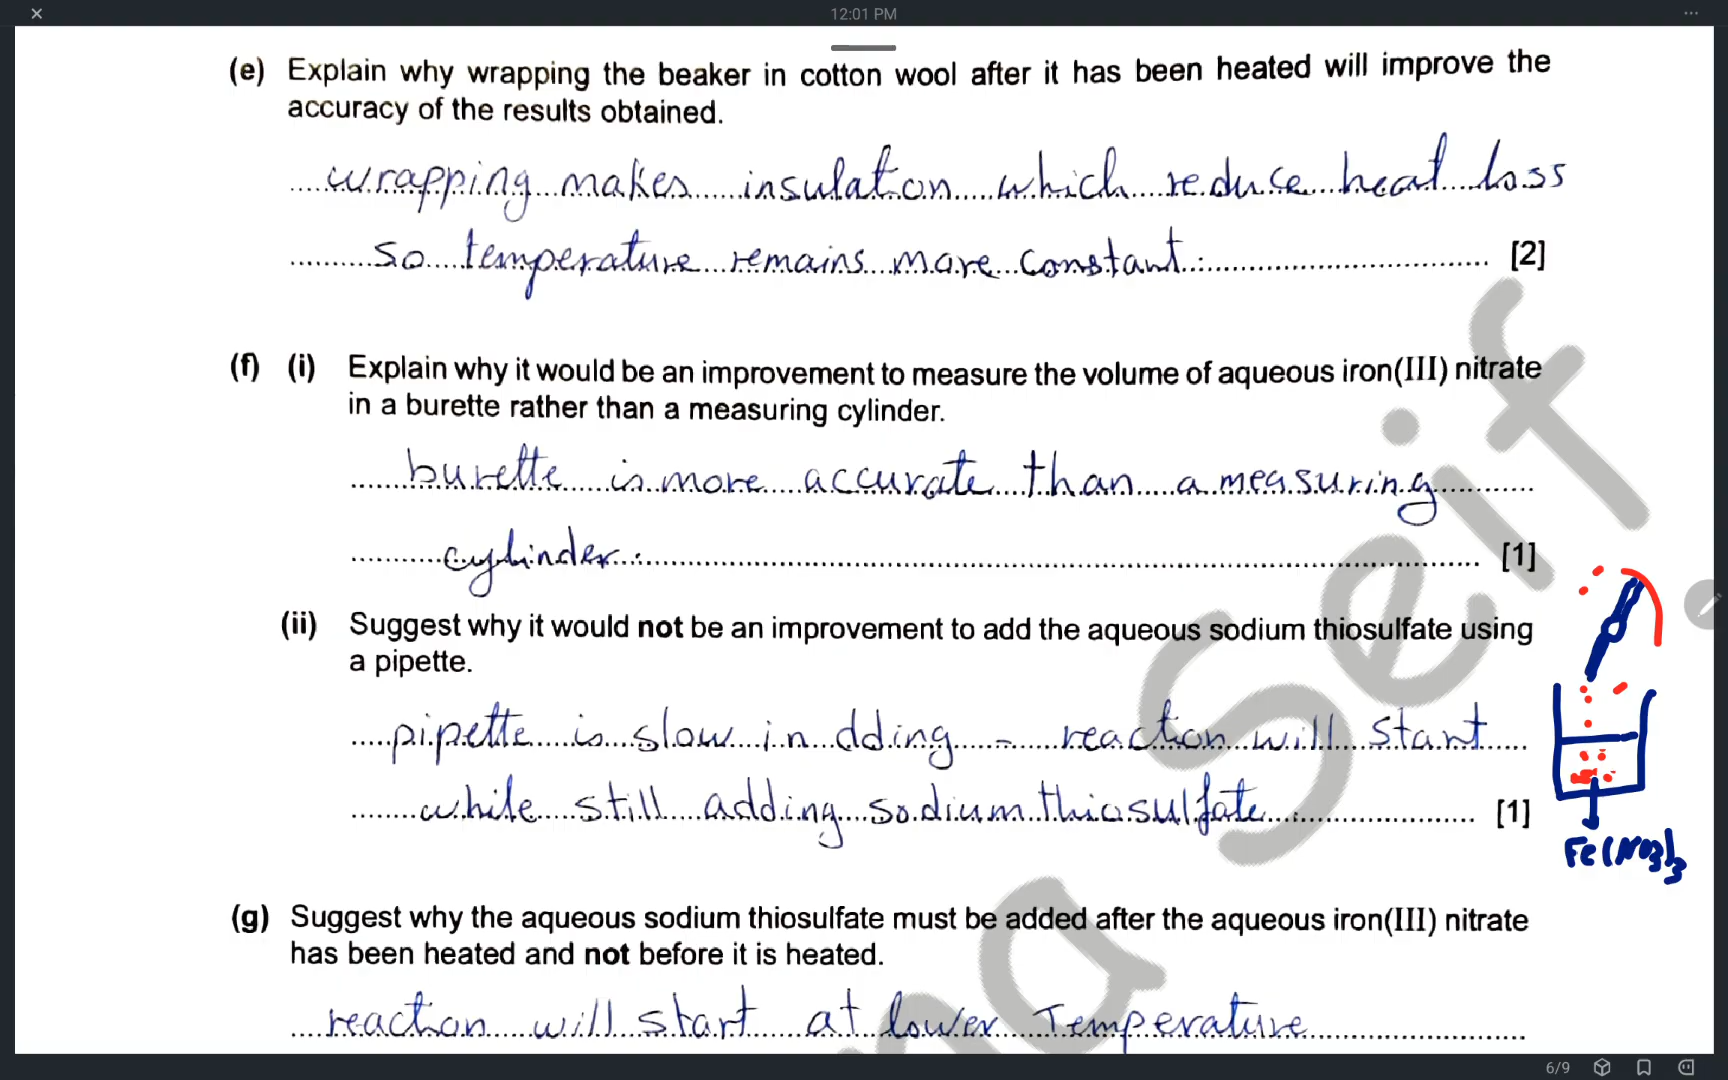 12:01 PM
(e) Explain why wrapping the beaker in cotton wool after it has been heated will improve the
accuracy of the results obtained.
wrapping makes insulaton which reduce heat loss
so temperature remains more constant. [2]
(f) (i) Explain why it would be an improvement to measure the volume of aqueous iron(III) nitrate
in a burette rather than a measuring cylinder.
burette is more accurate than a measuring
cylinder. [1]
(ii) Suggest why it would not be an improvement to add the aqueous sodium thiosulfate using
a pipette.
pipette is slow in dding - reaction will start
while still adding sodium thiosulfate. [1]
Fe(NO3)3
(g) Suggest why the aqueous sodium thiosulfate must be added after the aqueous iron(III) nitrate
has been heated and not before it is heated.
reaction will start at lower Temperature
na Seif
6/9